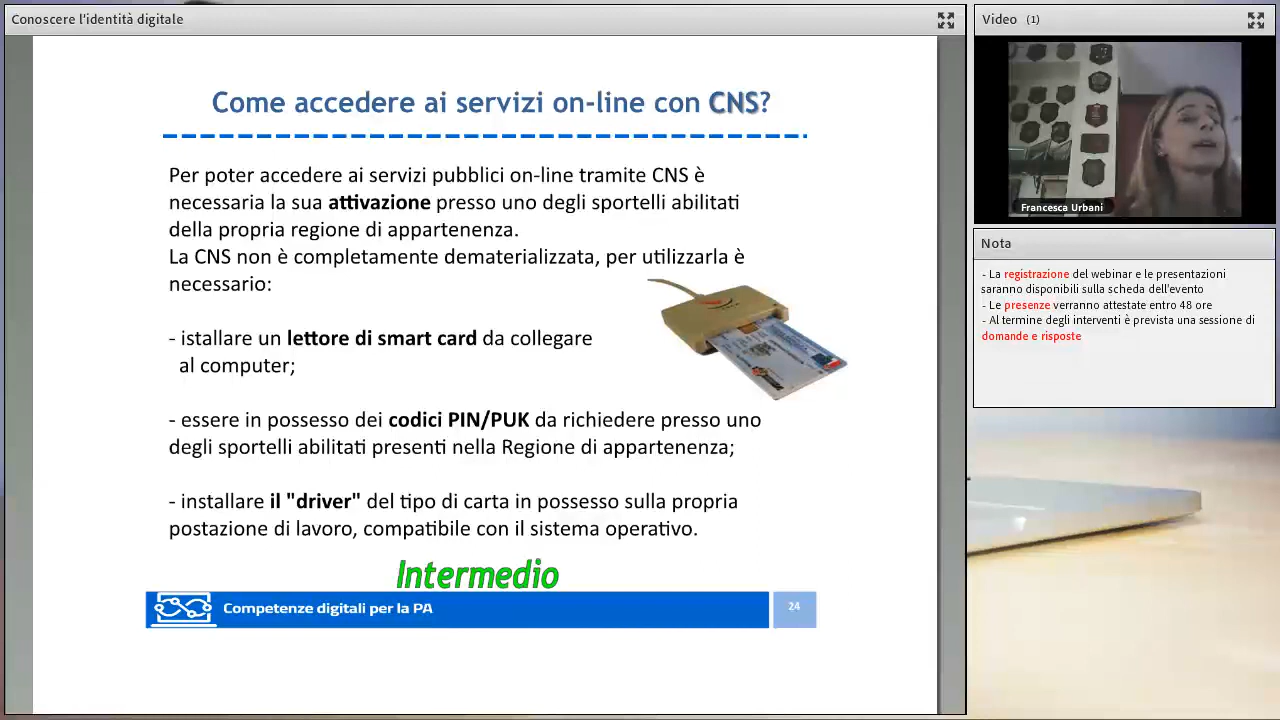 Conoscere l'identità digitale
Come accedere ai servizi on-line con CNS?
Per poter accedere ai servizi pubblici on-line tramite CNS è
necessaria la sua attivazione presso uno degli sportelli abilitati
della propria regione di appartenenza.
La CNS non è completamente dematerializzata, per utilizzarla è
necessario:
- istallare un lettore di smart card da collegare
al computer;
- essere in possesso dei codici PIN/PUK da richiedere presso uno
degli sportelli abilitati presenti nella Regione di appartenenza;
- installare il "driver" del tipo di carta in possesso sulla propria
postazione di lavoro, compatibile con il sistema operativo.
Intermedio
Competenze digitali per la PA
24
Video (1)
Francesca Urbani
Nota
- La registrazione del webinar e le presentazioni
saranno disponibili sulla scheda dell'evento
- Le presenze verranno attestate entro 48 ore
- Al termine degli interventi è prevista una sessione di
domande e risposte